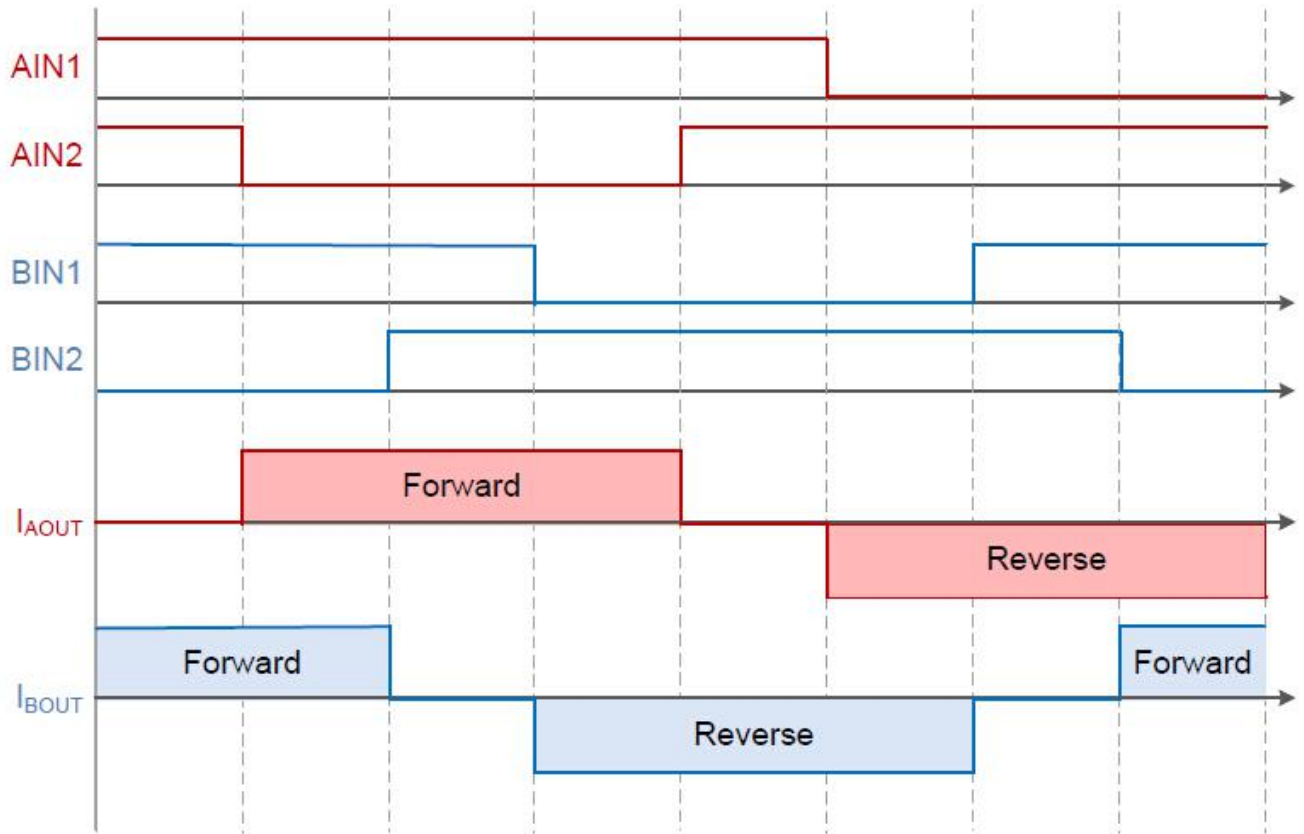 AIN1
AIN2
BIN1
BIN2
Forward
IAOUT
Reverse
Forward
Forward
IBOUT
Reverse